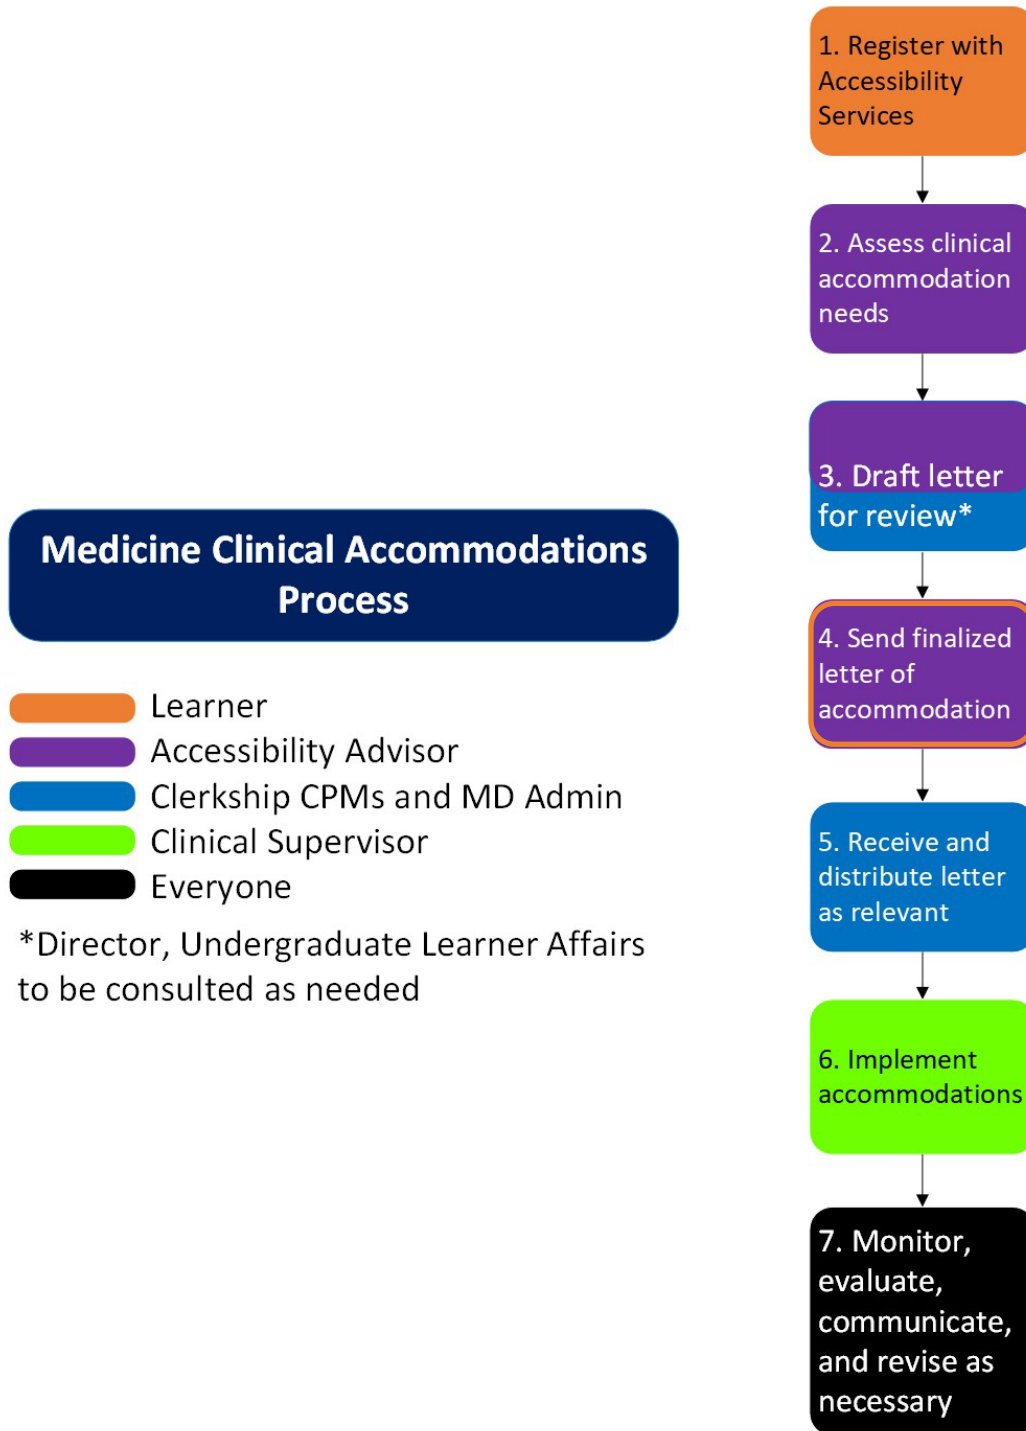 1. Register with
Accessibility
Services
2. Assess clinical
accommodation
needs
3. Draft letter
for review*
4. Send finalized
letter of
accommodation
5. Receive and
distribute letter
as relevant
6. Implement
accommodations
7. Monitor,
evaluate,
communicate,
and revise as
necessary
Medicine Clinical Accommodations
Process
Learner
Accessibility Advisor
Clerkship CPMs and MD Admin
Clinical Supervisor
Everyone
*Director, Undergraduate Learner Affairs
to be consulted as needed